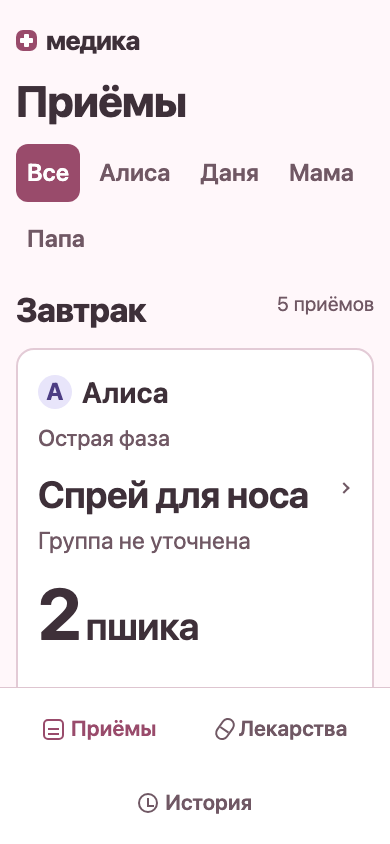 медика
Приёмы
Все Алиса Даня Мама
Папа
Завтрак 5 приёмов
А Алиса
Острая фаза
Спрей для носа
Группа не уточнена
2 пшика
Приёмы Лекарства
История